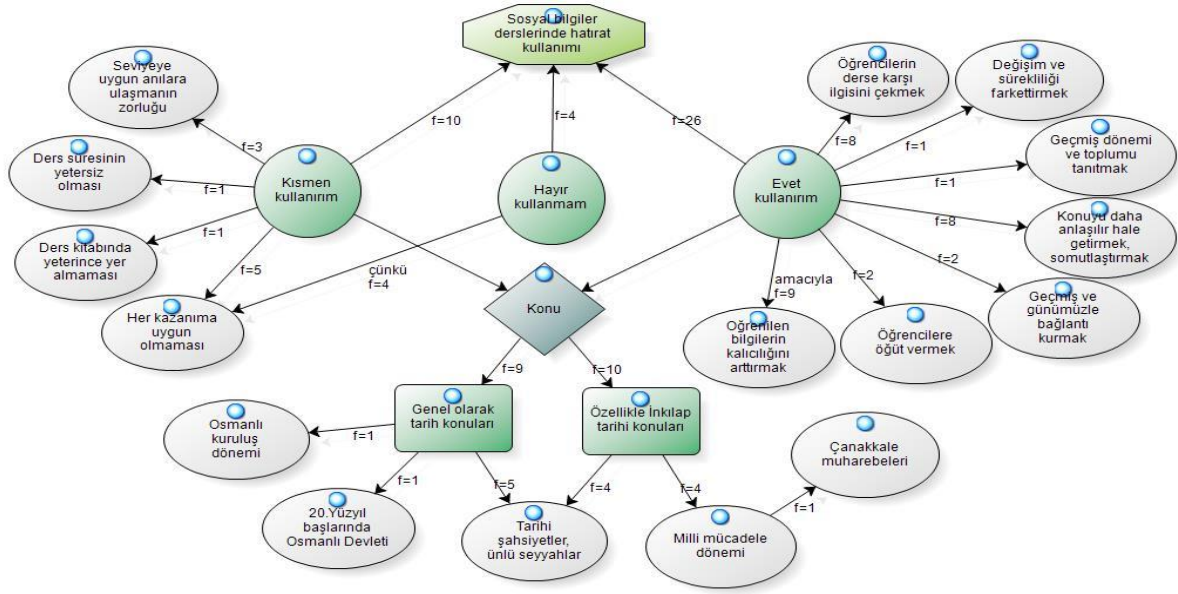 Sosyal bilgiler
derslerinde hatırat
kullanımı
Seviyeye
uygun anılara
ulaşmanın
zorluğu
Öğrencilerin
derse karşı
ilgisini çekmek
Değişim ve
sürekliliği
farkettirmek
f=10
f=4
f=26
f=8
f=3
f=1
Ders süresinin
yetersiz
olması
f=1
Kısmen
kullanırım
Hayır
kullanmam
Evet
kullanırım
f=1
Geçmiş dönemi
ve toplumu
tanıtmak
f=8
Konuyu daha
anlaşılır hale
getirmek,
somutlaştırmak
Ders kitabında
yeterince yer
almaması
f=1
f=5
çünkü
f=4
f=2
f=2
amacıyla
f=9
Her kazanıma
uygun
olmaması
Konu
Öğrenilen
bilgilerin
kalıcılığını
arttırmak
Öğrencilere
öğüt vermek
Geçmiş ve
günümüzle
bağlantı
kurmak
f=9
f=10
Genel olarak
tarih konuları
Özellikle İnkılap
tarihi konuları
Osmanlı
kuruluş
dönemi
f=1
Çanakkale
muharebeleri
f=1
f=5
f=4
f=4
f=1
20.Yüzyıl
başlarında
Osmanlı Devleti
Tarihi
şahsiyetler,
ünlü seyyahlar
Milli mücadele
dönemi